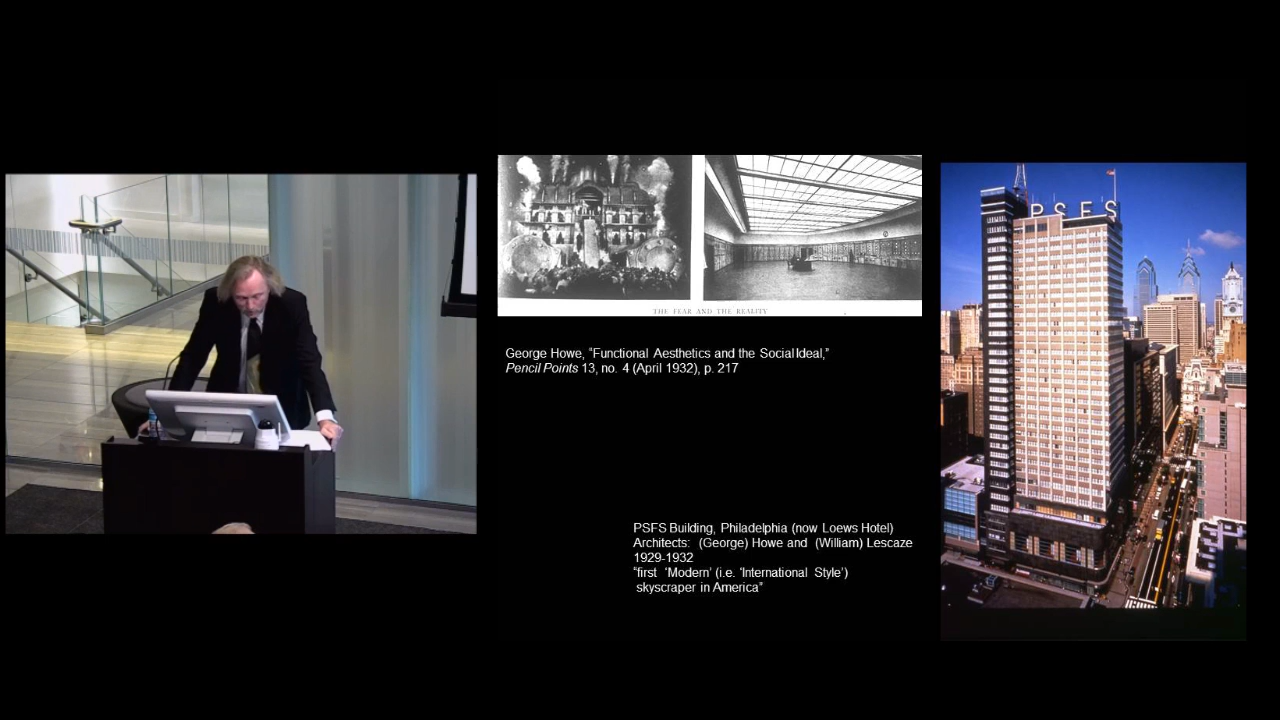 THE FEAR AND THE REALITY
George Howe, “Functional Aesthetics and the Social Ideal,”
Pencil Points 13, no. 4 (April 1932), p. 217
PSFS
PSFS Building, Philadelphia (now Loews Hotel)
Architects: (George) Howe and (William) Lescaze
1929-1932
“first ‘Modern’ (i.e. ‘International Style’)
skyscraper in America”